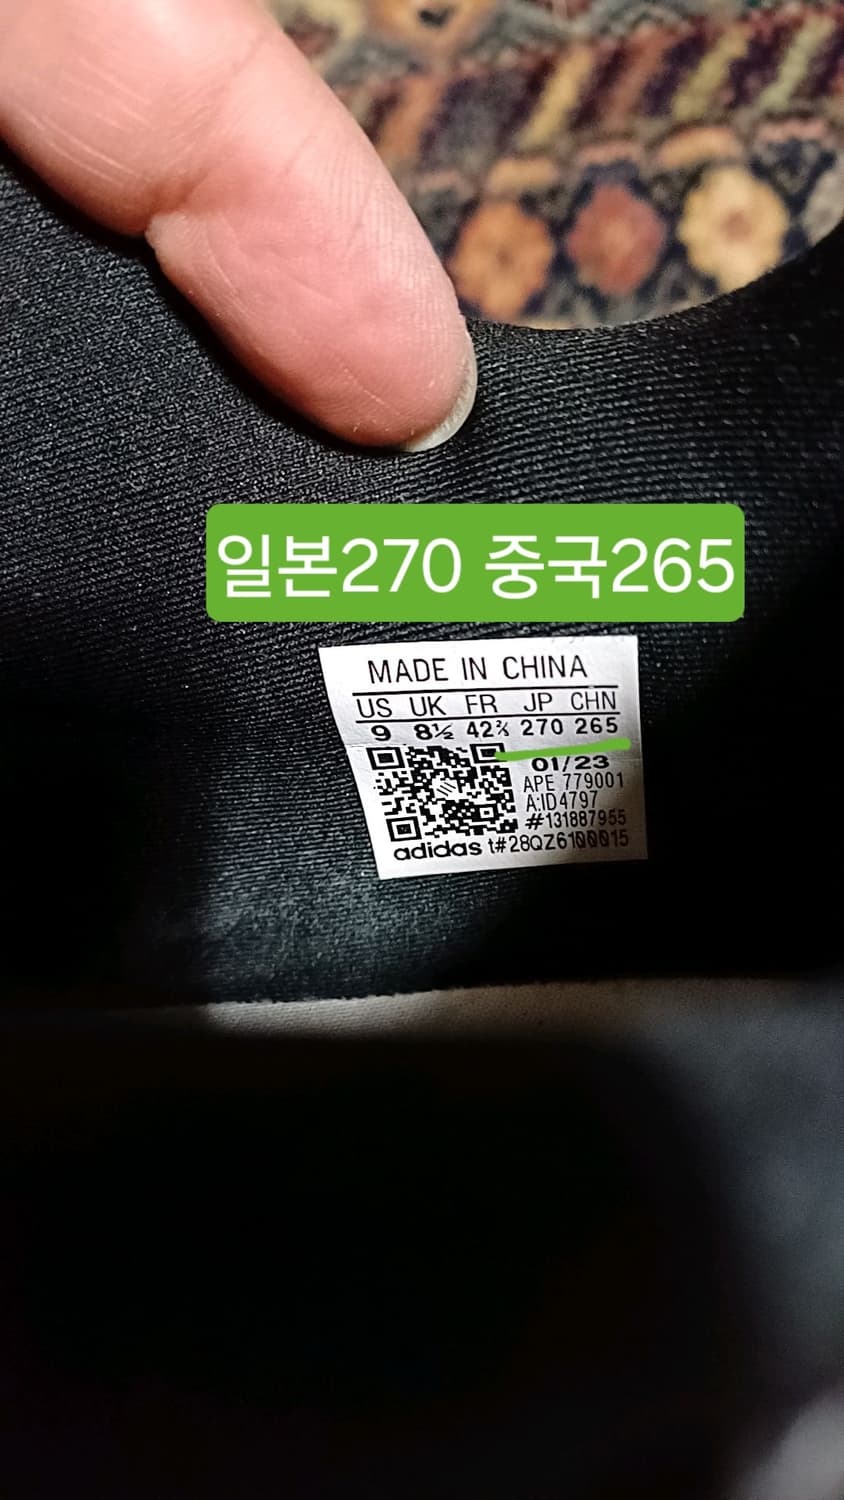 일본270 중국265
MADE IN CHINA
US UK FR JP CHN
9 8½ 42⅔ 270 265
01/23
APE 779001
A:ID4797
#131887955
adidas t#28QZ6100015